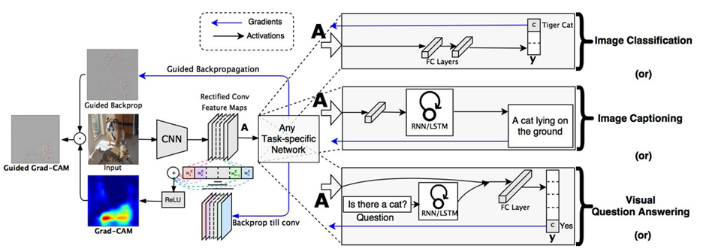 Gradients
Activations
Guided Backpropagation
Guided Backprop
Rectified Conv
Feature Maps
Guided Grad-CAM
Input
CNN
A
Any
Task-specific
Network
+
ReLU
Grad-CAM
Backprop till conv
A
FC Layers
c
Tiger Cat
y
Image Classification
(or)
A
RNN/LSTM
A cat lying on
the ground
Image Captioning
(or)
A
Is there a cat?
Question
RNN/LSTM
FC Layer
c
Yes
y
Visual
Question Answering
(or)